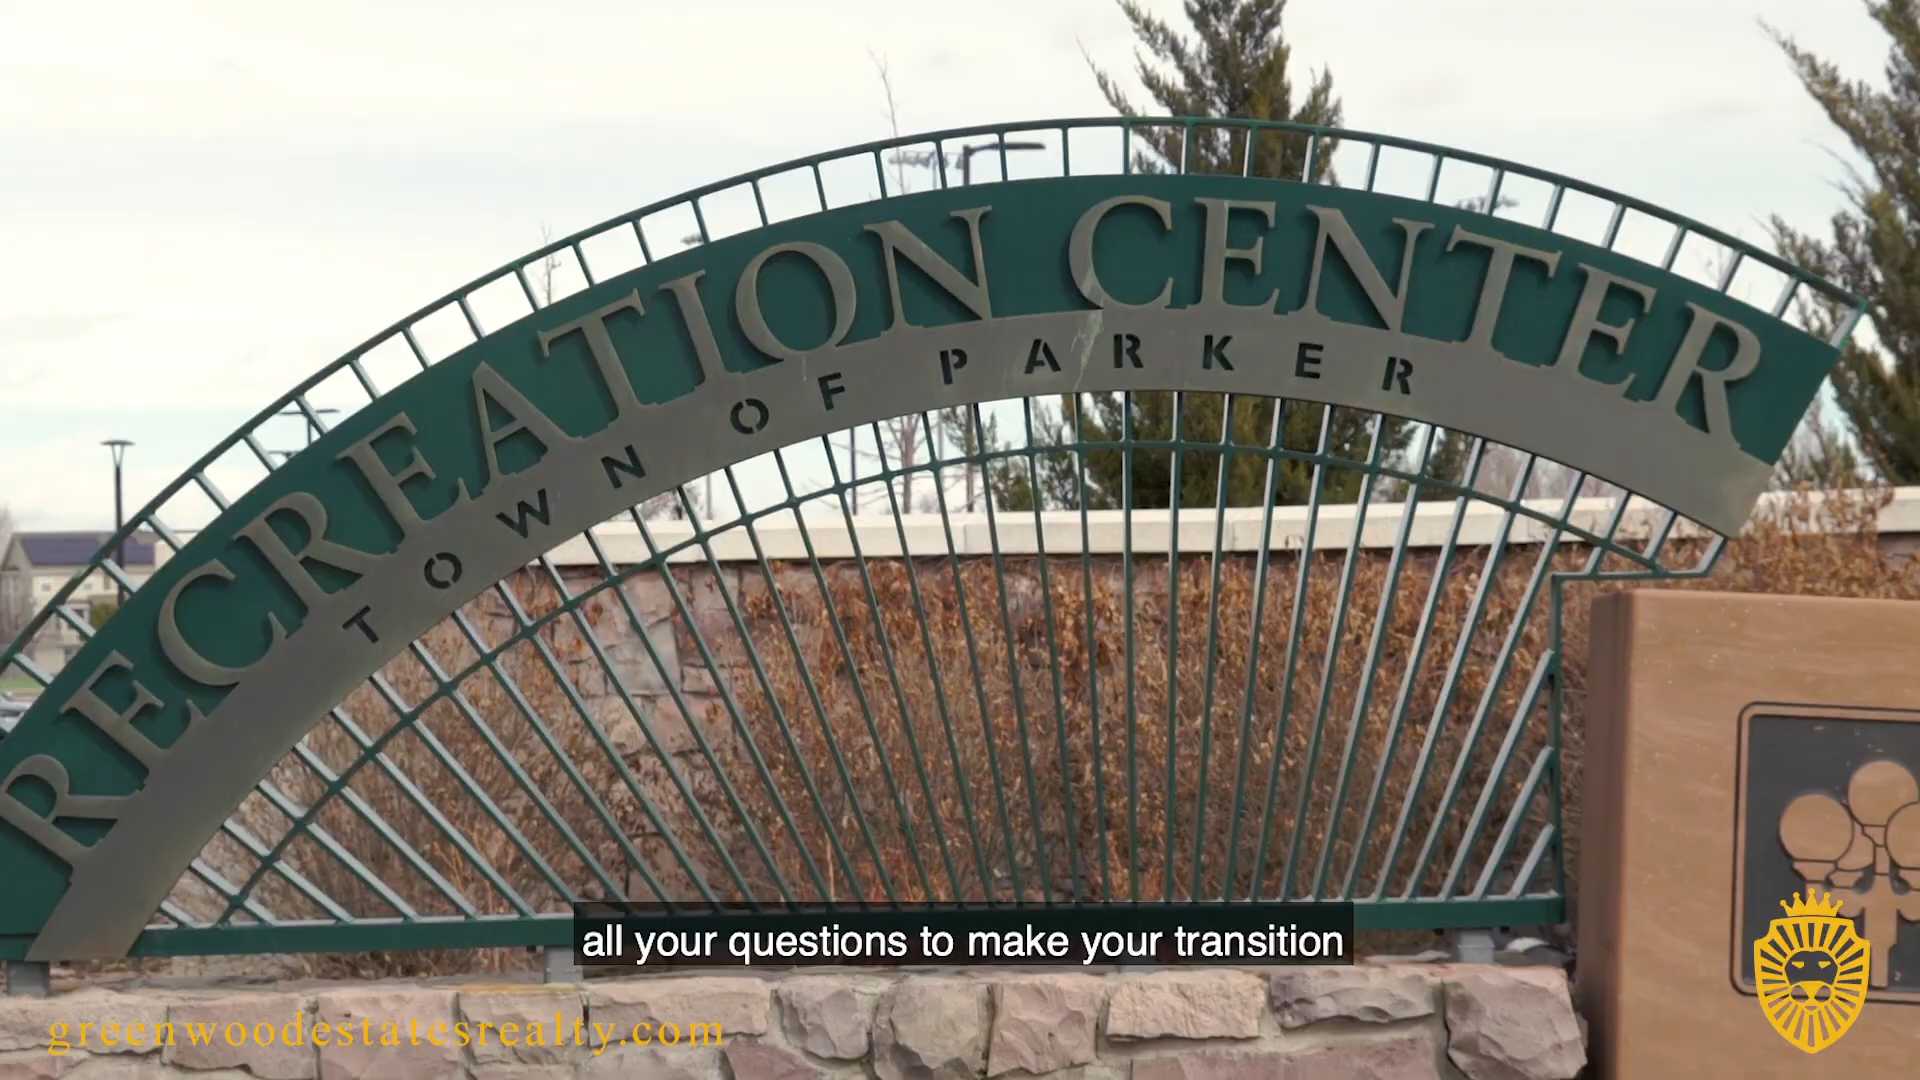 RECREATION CENTER
TOWN OF PARKER
all your questions to make your transition
greenwoodestatesrealty.com